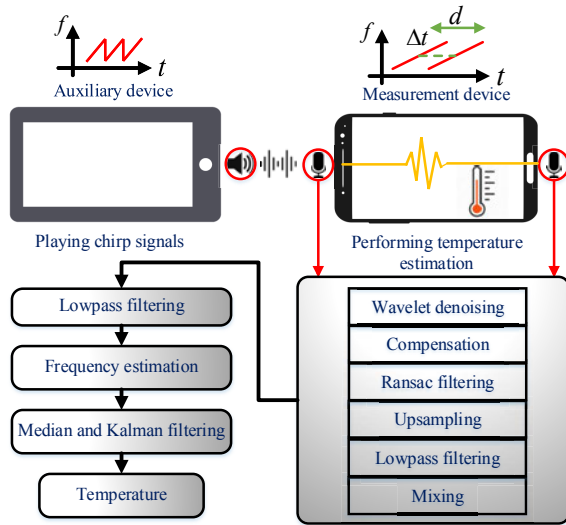 f
t
Auxiliary device
f
d
Δt
t
Measurement device
Playing chirp signals
Performing temperature
estimation
Lowpass filtering
Frequency estimation
Median and Kalman filtering
Temperature
Wavelet denoising
Compensation
Ransac filtering
Upsampling
Lowpass filtering
Mixing